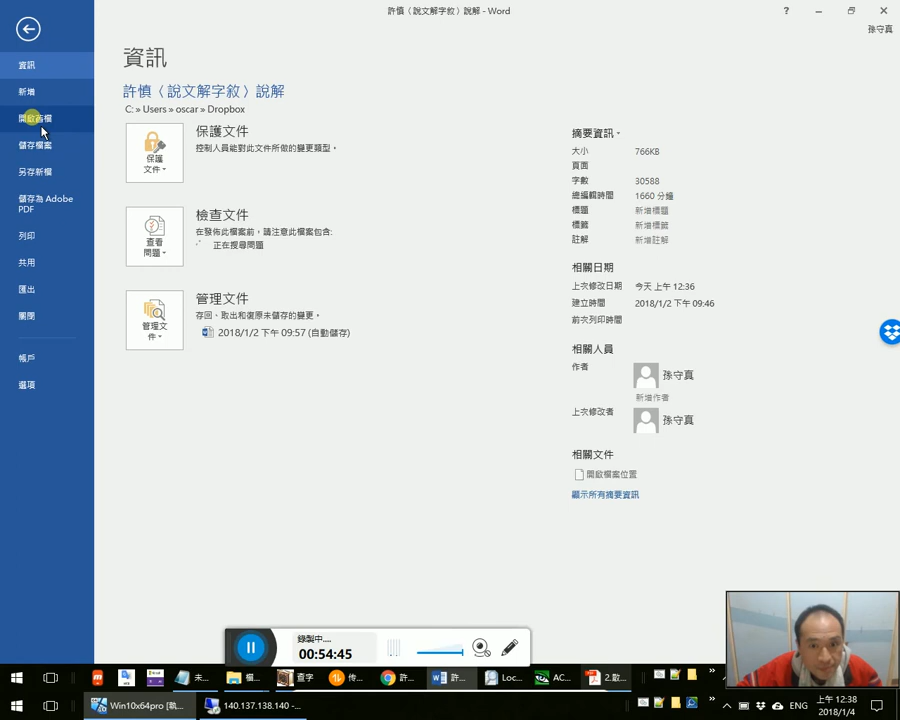 許慎〈說文解字敘〉說解 - Word
?
孫守真
資訊
新增
開啟舊檔
儲存檔案
另存新檔
儲存為 Adobe
PDF
列印
共用
匯出
關閉
帳戶
選項
資訊
許慎〈說文解字敘〉說解
C: » Users » oscar » Dropbox
保護
文件
保護文件
控制人員能對此文件所做的變更類型。
查看
問題
檢查文件
在發佈此檔案前，請注意此檔案包含:
正在搜尋問題
管理文
件
管理文件
存回、取出和復原未儲存的變更。
2018/1/2 下午 09:57 (自動儲存)
摘要資訊
大小 766KB
頁面
字數 30588
總編輯時間 1660 分鐘
標題 新增標題
標籤 新增標籤
註解 新增註解
相關日期
上次修改日期 今天 上午 12:36
建立時間 2018/1/2 下午 09:46
前次列印時間
相關人員
作者 孫守真
新增作者
上次修改者 孫守真
相關文件
開啟檔案位置
顯示所有摘要資訊
錄製中....
00:54:45
未...
檔...
查字
传...
許...
許...
Loc...
AC...
2.敘...
Win10x64pro [執...
140.137.138.140 -...
ENG
上午 12:38
2018/1/4